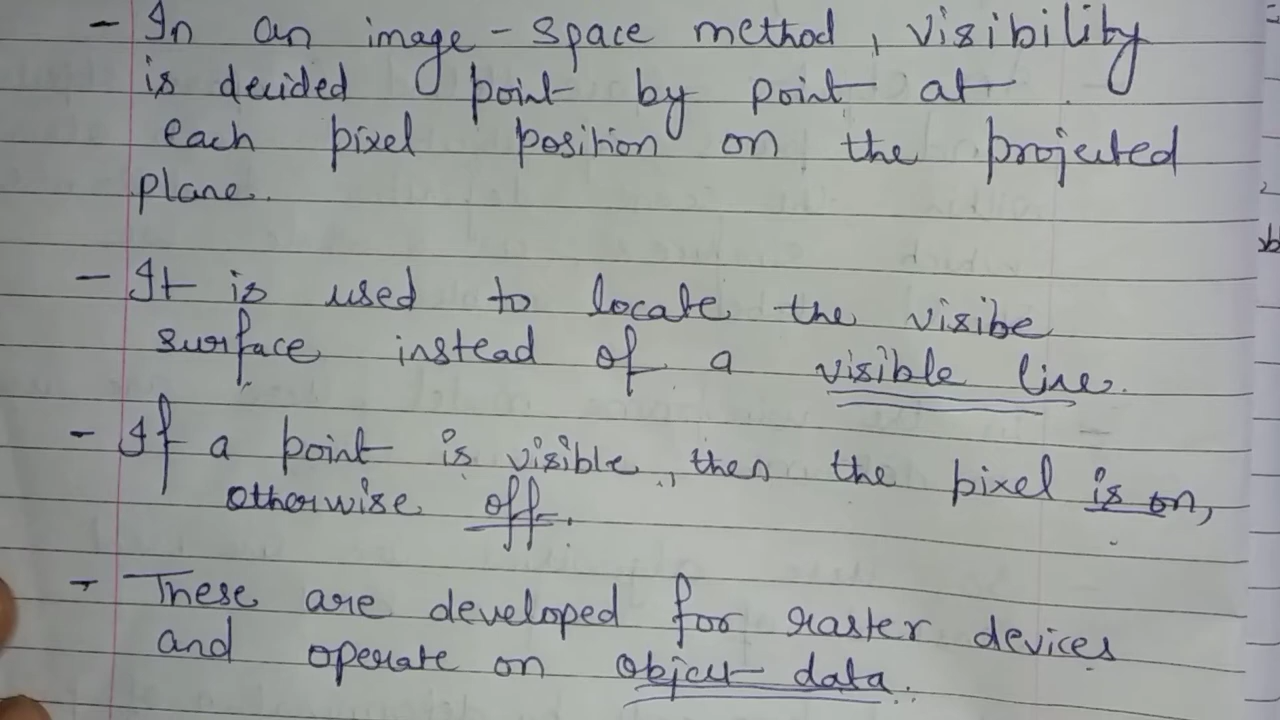 - In an image-space method, visibility
is decided point by point at
each pixel position on the projected
plane.
- It is used to locate the visibe
surface instead of a visible line.
- If a point is visible, then the pixel is on,
otherwise off.
- These are developed for raster devices
and operate on object data.